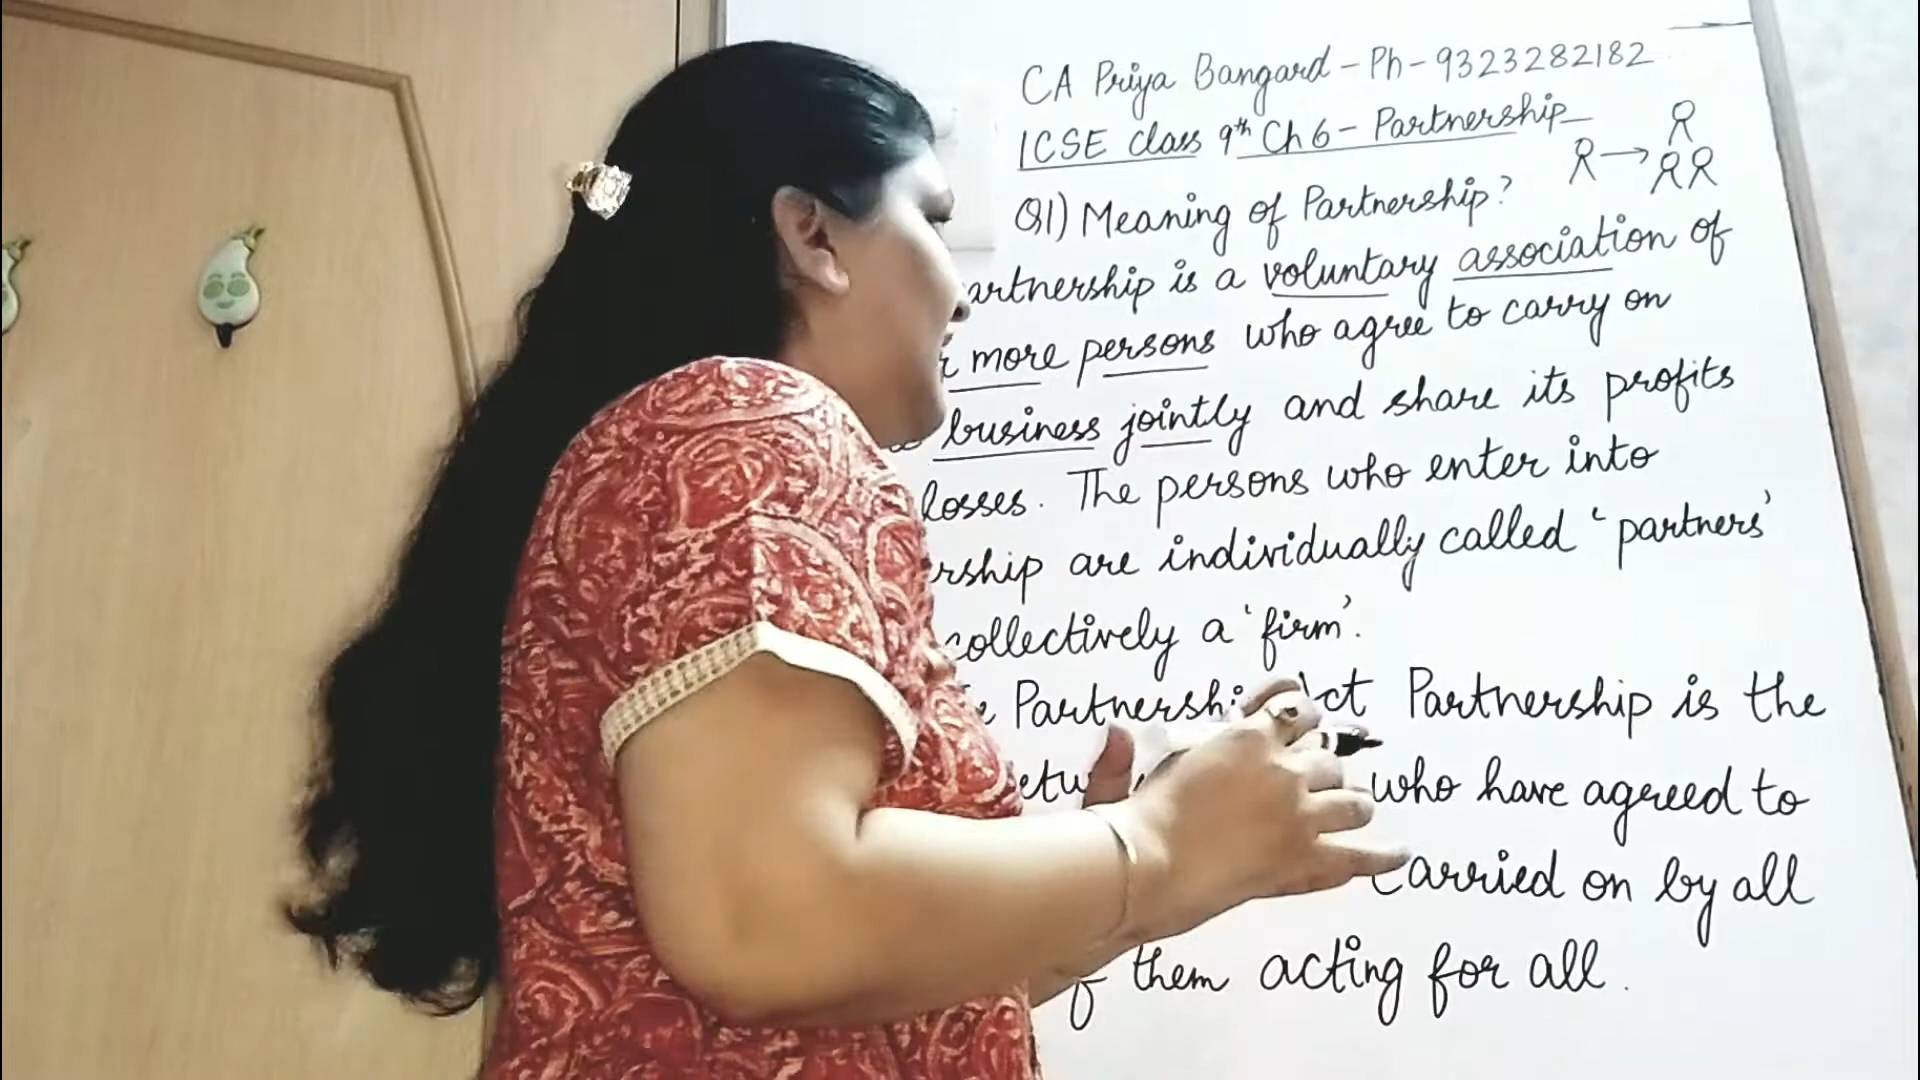 CA Priya Bangard - Ph - 9323282182
ICSE Class 9th Ch 6 - Partnership
Q1) Meaning of Partnership?
artnership is a voluntary association of
r more persons who agree to carry on
business jointly and share its profits
losses. The persons who enter into
rship are individually called 'partners'
collectively a 'firm'.
Partnershi ct Partnership is the
etw who have agreed to
carried on by all
f them acting for all.